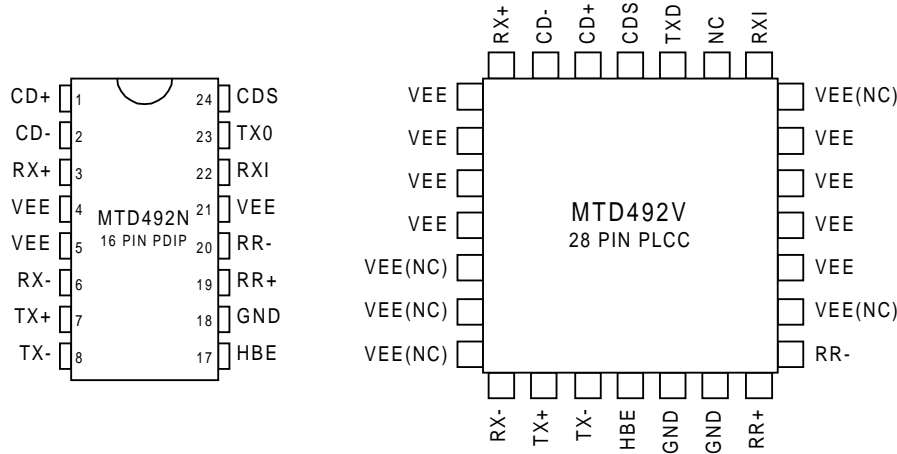 CD+ 1 24 CDS
CD- 2 23 TX0
RX+ 3 22 RXI
VEE 4 21 VEE
VEE 5 20 RR-
RX- 6 19 RR+
TX+ 7 18 GND
TX- 8 17 HBE
MTD492N
16 PIN PDIP
RX+ CD- CD+ CDS TXD NC RXI
VEE VEE(NC)
VEE VEE
VEE VEE
VEE VEE
VEE(NC) VEE
VEE(NC) VEE(NC)
VEE(NC) RR-
MTD492V
28 PIN PLCC
RX- TX+ TX- HBE GND GND RR+